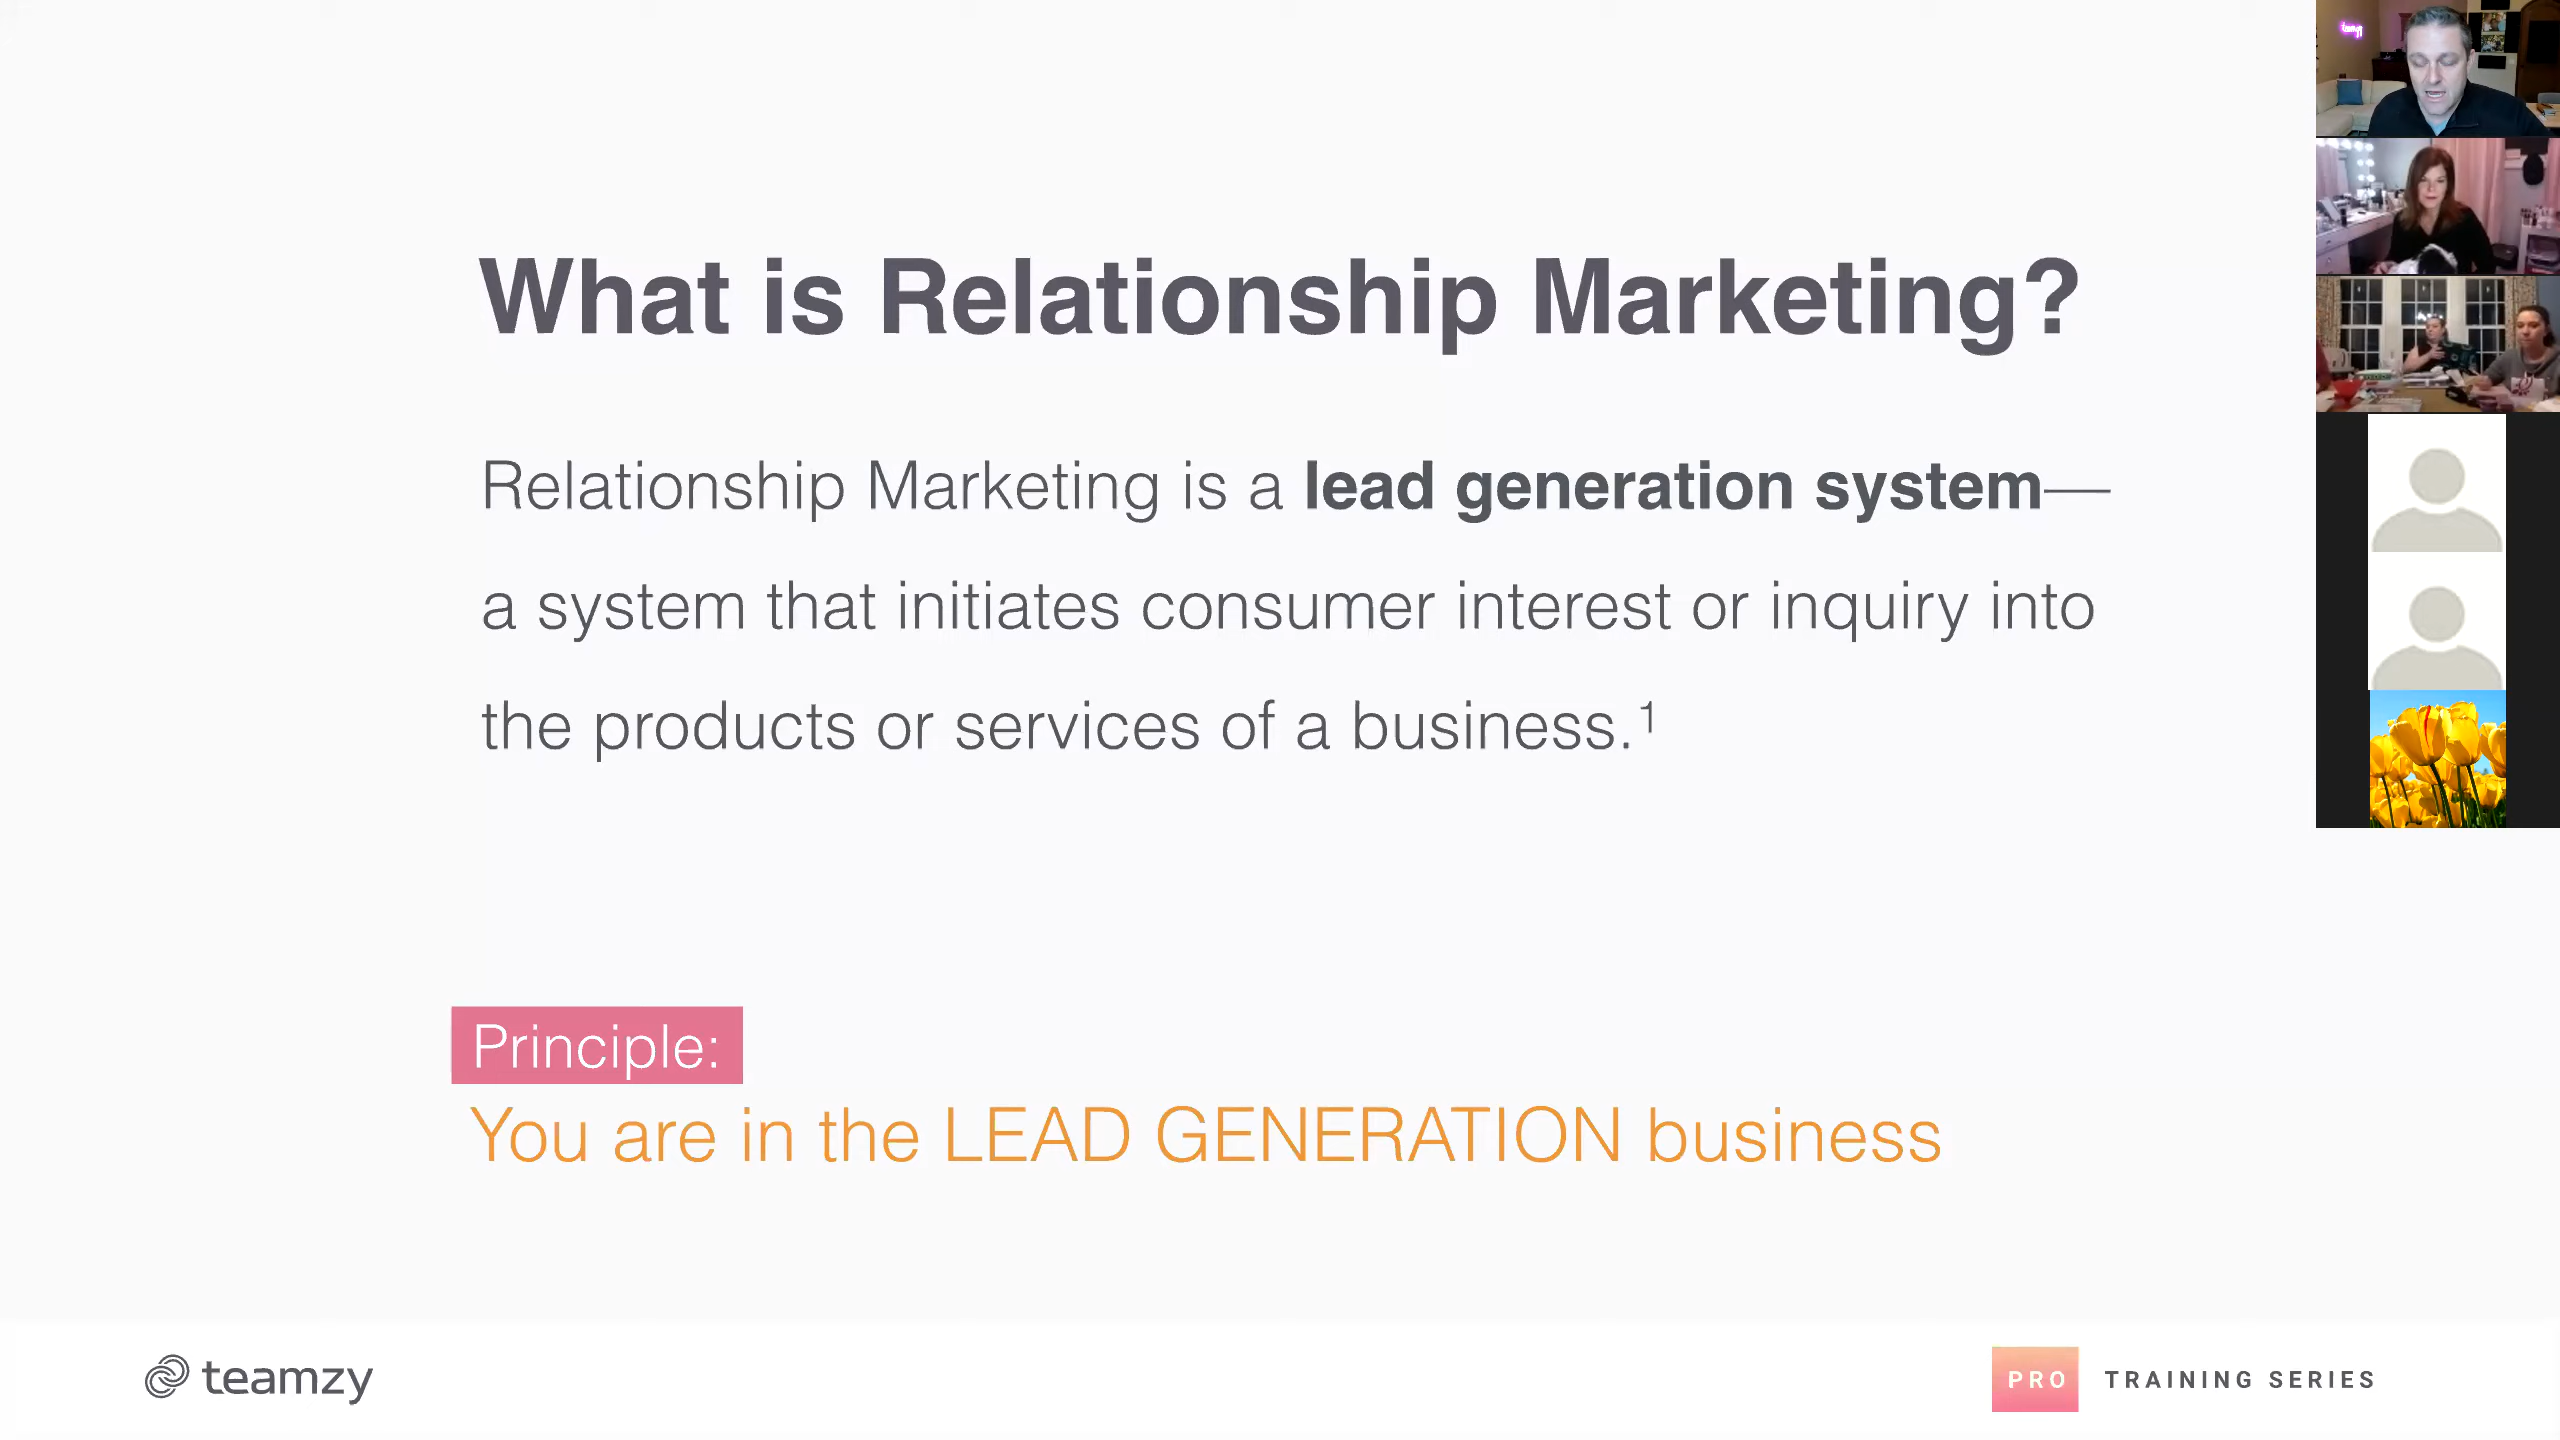 What is Relationship Marketing?
Relationship Marketing is a lead generation system—
a system that initiates consumer interest or inquiry into
the products or services of a business.¹
Principle:
You are in the LEAD GENERATION business
teamzy
PRO TRAINING SERIES
teamzy